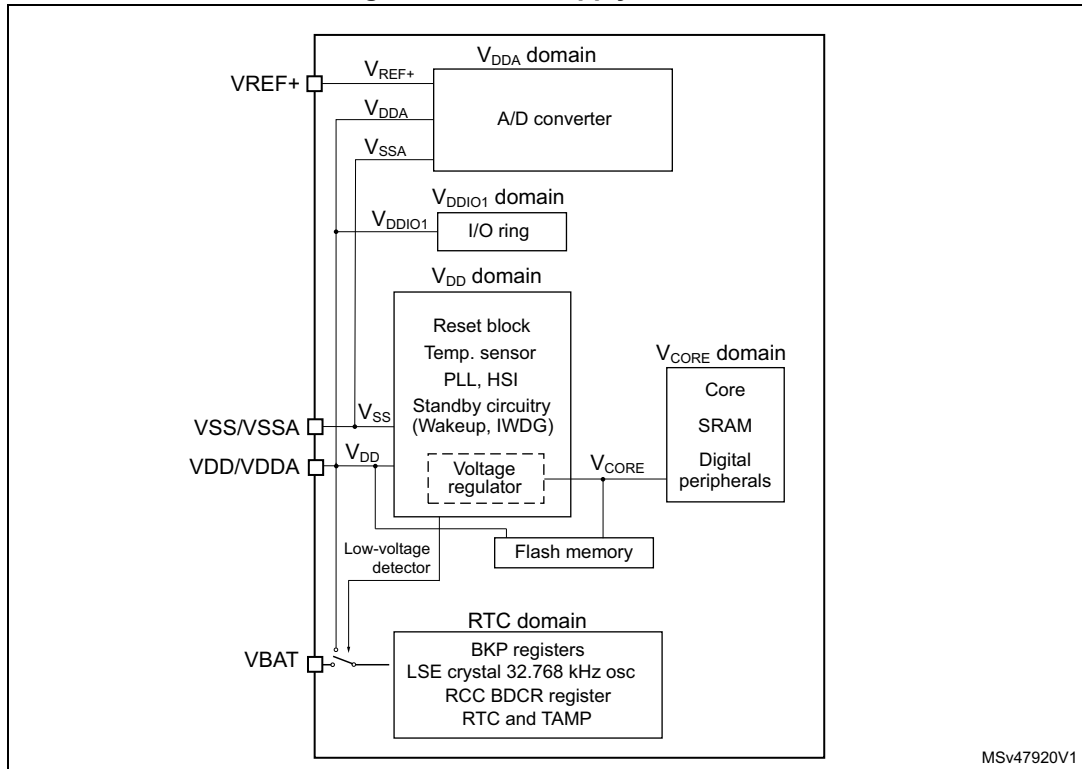 VREF+
VREF+
VDDA domain
A/D converter
VDDA
VSSA
VDDIO1 domain
VDDIO1
I/O ring
VDD domain
Reset block
Temp. sensor
PLL, HSI
Standby circuitry
(Wakeup, IWDG)
Voltage
regulator
VCORE domain
Core
SRAM
Digital
peripherals
VSS/VSSA
VSS
VDD/VDDA
VDD
VCORE
Flash memory
Low-voltage
detector
RTC domain
VBAT
BKP registers
LSE crystal 32.768 kHz osc
RCC BDCR register
RTC and TAMP
MSv47920V1